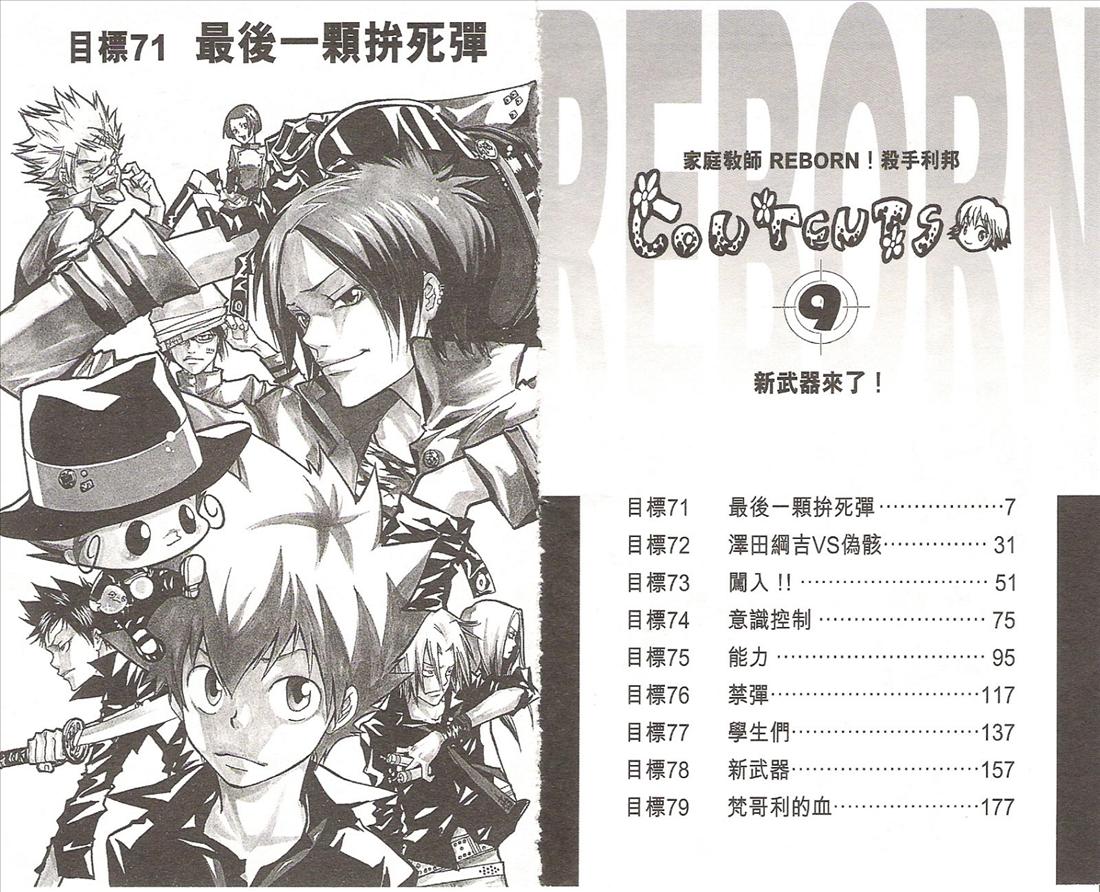 目標71 最後一顆拚死彈
REBORN
家庭教師 REBORN！殺手利邦
CONTENTS
9
新武器來了！
目標71 最後一顆拚死彈………………7
目標72 澤田綱吉VS偽骸…………… 31
目標73 闖入 !! ……………………… 51
目標74 意識控制 …………………… 75
目標75 能力 ………………………… 95
目標76 禁彈…………………………117
目標77 學生們………………………137
目標78 新武器………………………157
目標79 梵哥利的血…………………177